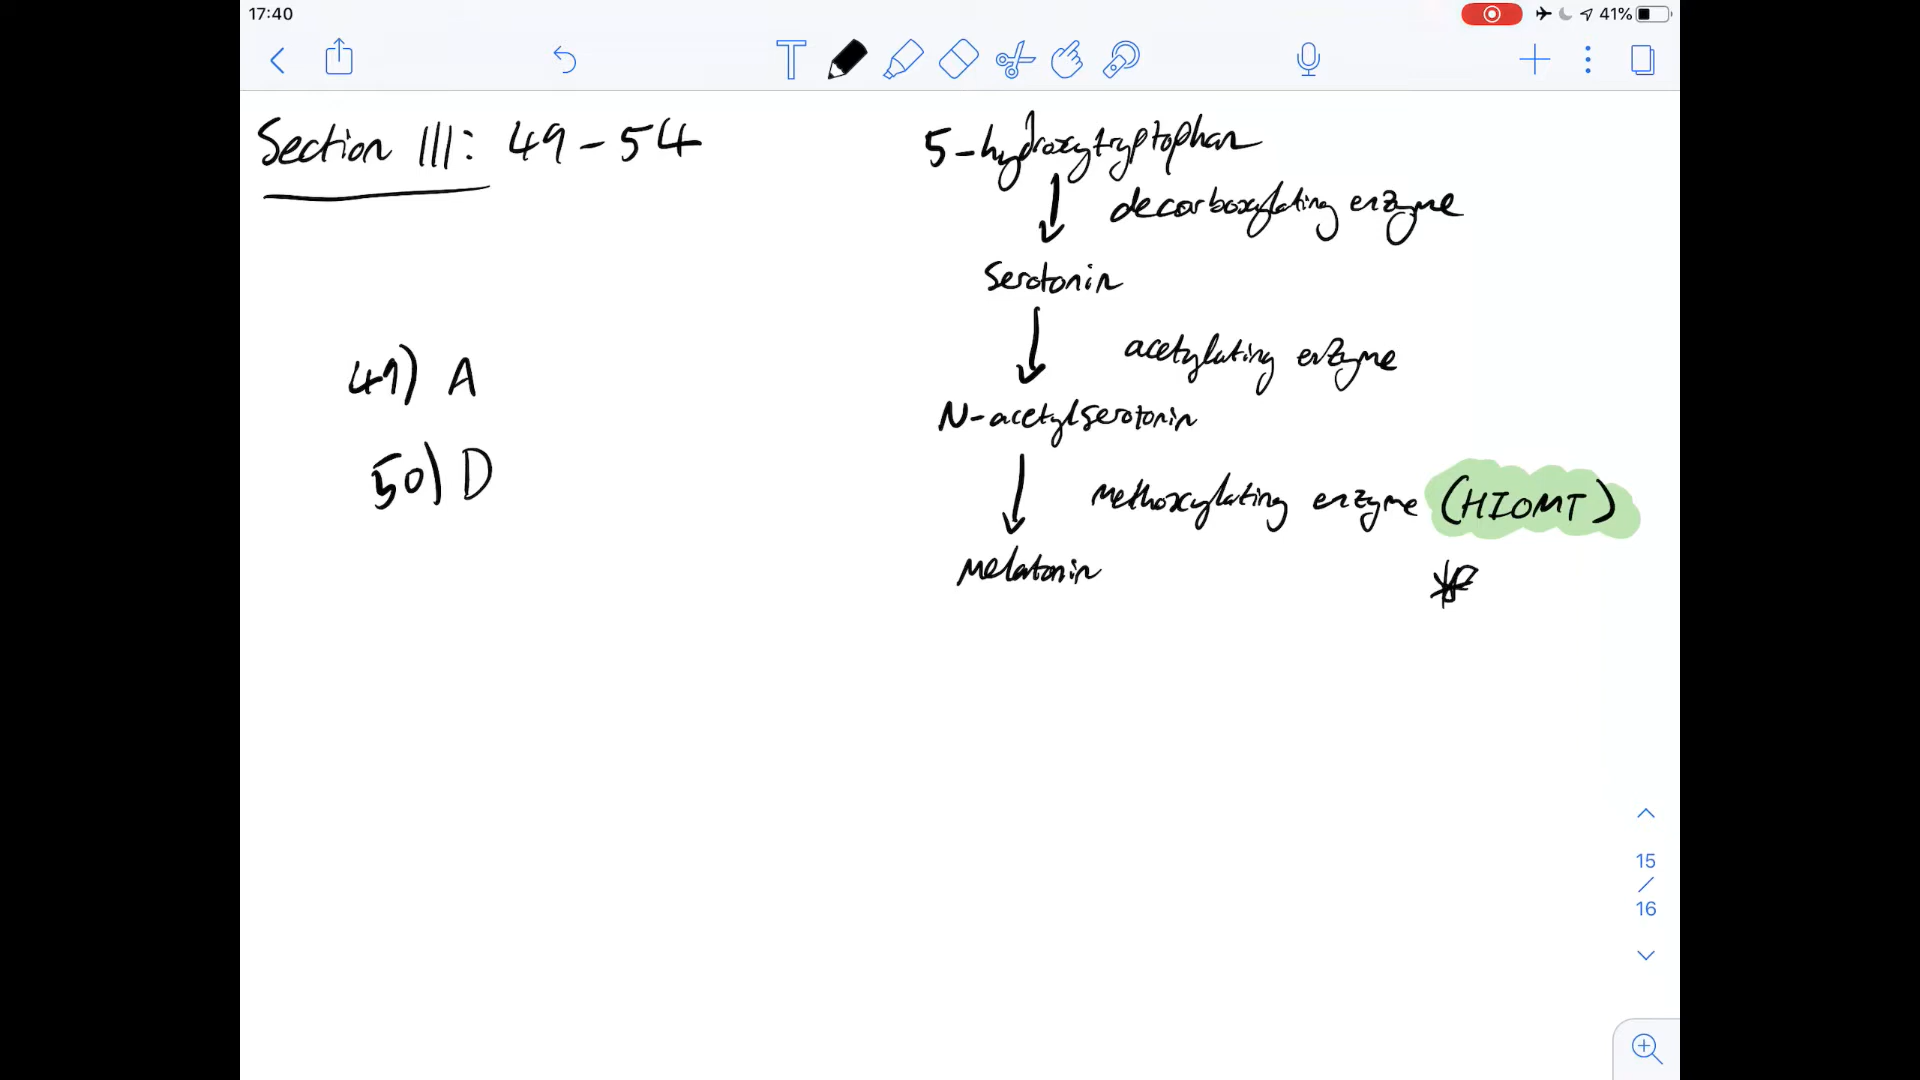 17:40
41%
T
Section III: 49-54
49) A
50) D
5-hydroxytryptophan
decarboxylating enzyme
Serotonin
acetylating enzyme
N-acetylserotonin
methoxylating enzyme (HIOMT)
Melatonin
15
/
16